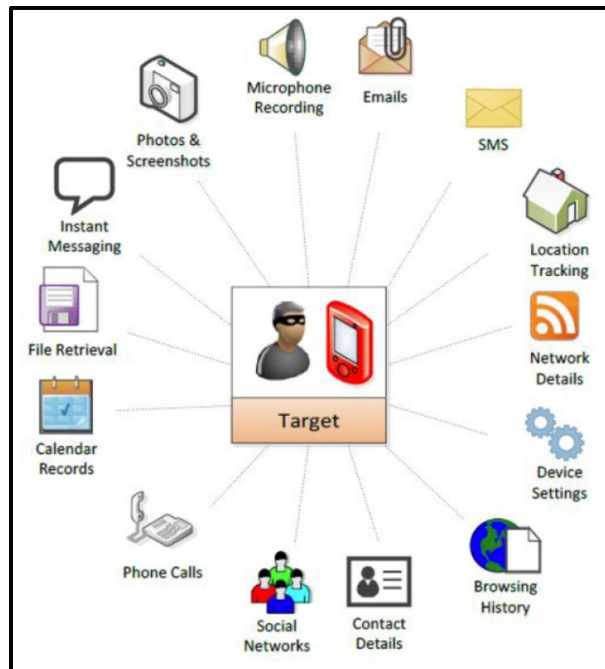 Microphone
Recording
Emails
Photos &
Screenshots
SMS
Instant
Messaging
Location
Tracking
File Retrieval
Network
Details
Target
Calendar
Records
Device
Settings
Phone Calls
Browsing
History
Social
Networks
Contact
Details